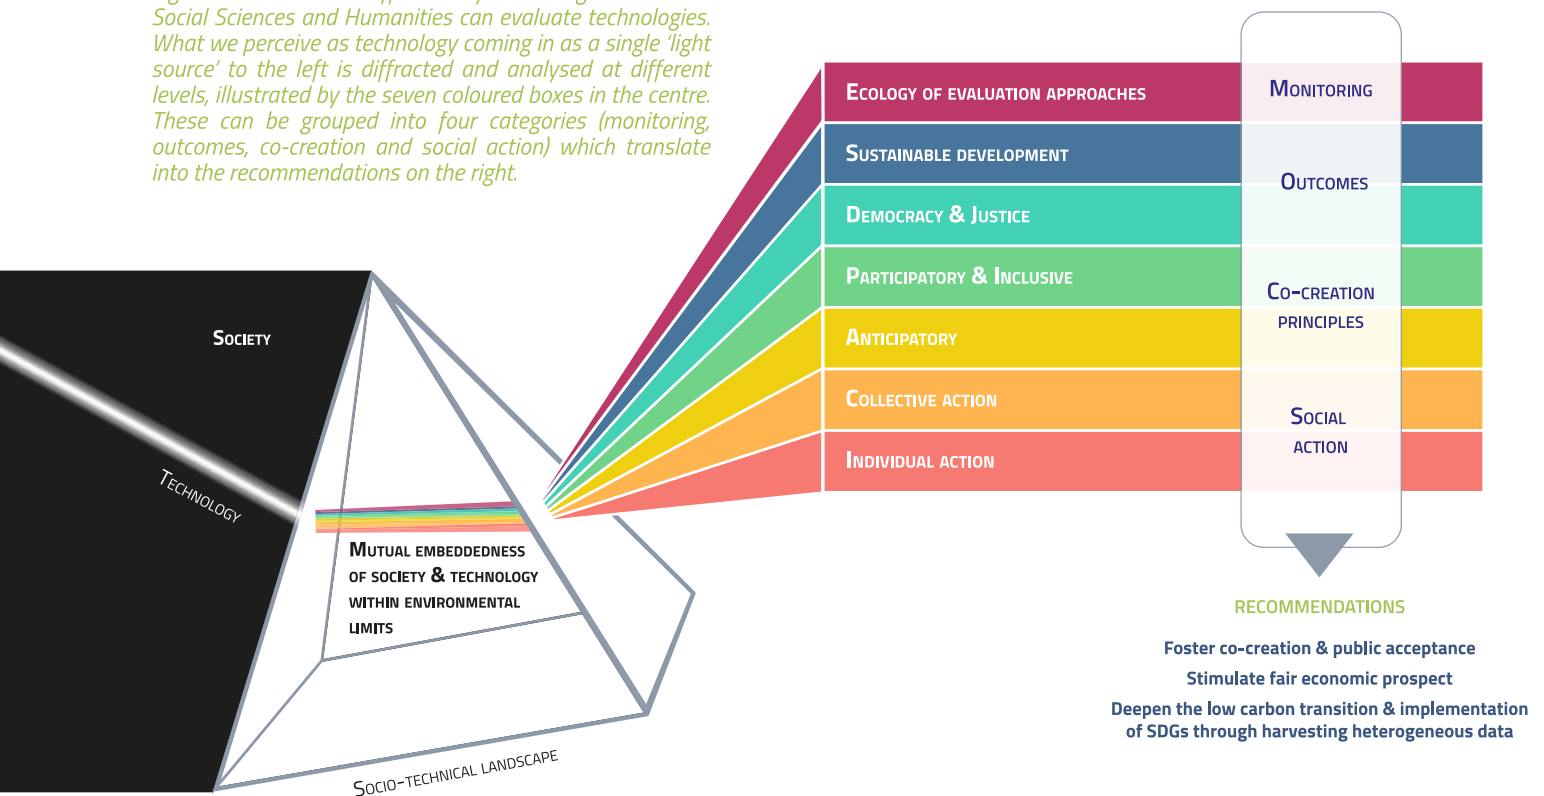 Social Sciences and Humanities can evaluate technologies.
What we perceive as technology coming in as a single ‘light
source’ to the left is diffracted and analysed at different
levels, illustrated by the seven coloured boxes in the centre.
These can be grouped into four categories (monitoring,
outcomes, co-creation and social action) which translate
into the recommendations on the right.
Society
Technology
Mutual embeddedness
of society & technology
within environmental
limits
Socio-technical landscape
Ecology of evaluation approaches
Sustainable development
Democracy & Justice
Participatory & Inclusive
Anticipatory
Collective action
Individual action
Monitoring
Outcomes
Co-creation
principles
Social
action
RECOMMENDATIONS
Foster co-creation & public acceptance
Stimulate fair economic prospect
Deepen the low carbon transition & implementation
of SDGs through harvesting heterogeneous data